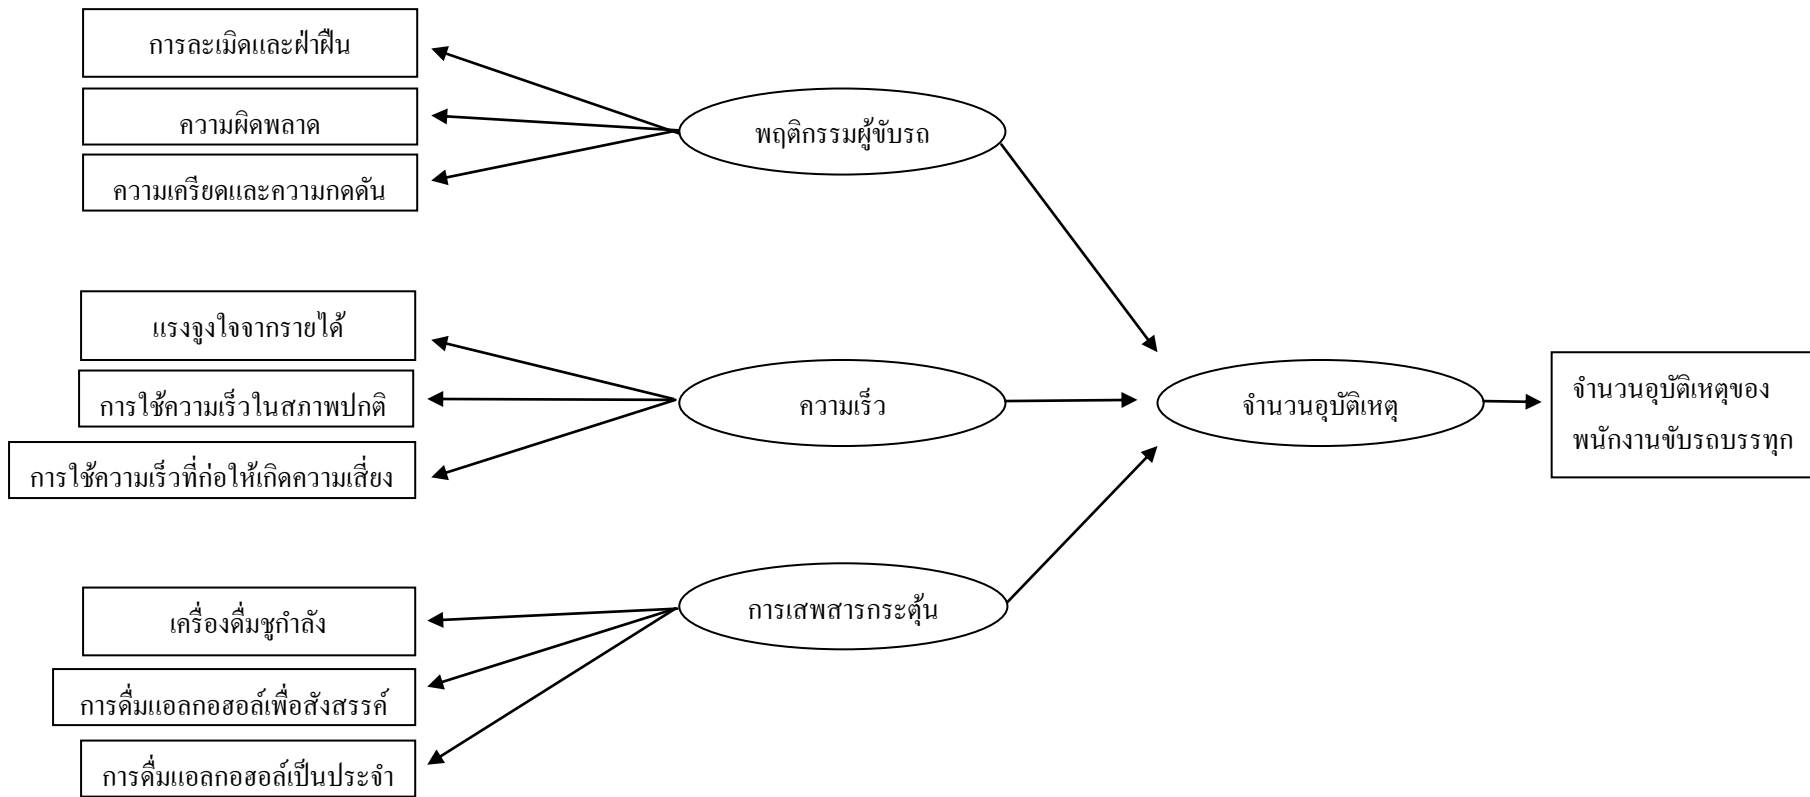 การละเมิดและฝ่าฝืน
ความผิดพลาด
ความเครียดและความกดดัน
พฤติกรรมผู้ขับรถ
แรงจูงใจจากรายได้
การใช้ความเร็วในสภาพปกติ
การใช้ความเร็วที่ก่อให้เกิดความเสี่ยง
ความเร็ว
จำนวนอุบัติเหตุ
จำนวนอุบัติเหตุของ
พนักงานขับรถบรรทุก
เครื่องดื่มชูกำลัง
การดื่มแอลกอฮอล์เพื่อสังสรรค์
การดื่มแอลกอฮอล์เป็นประจำ
การเสพสารกระตุ้น